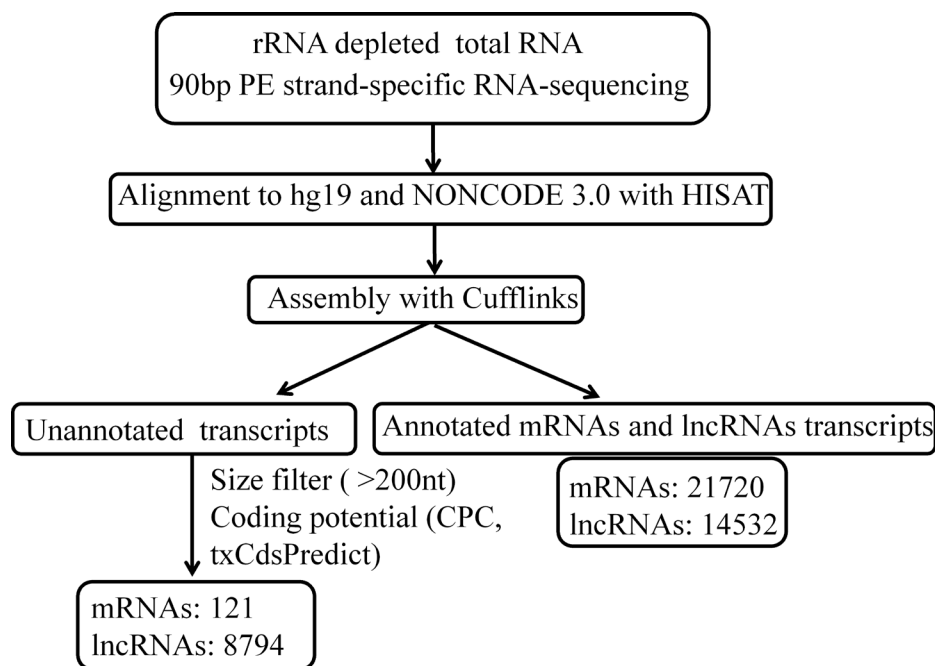 rRNA depleted total RNA
90bp PE strand-specific RNA-sequencing
Alignment to hg19 and NONCODE 3.0 with HISAT
Assembly with Cufflinks
Unannotated transcripts
Annotated mRNAs and lncRNAs transcripts
Size filter ( >200nt)
Coding potential (CPC,
txCdsPredict)
mRNAs: 21720
lncRNAs: 14532
mRNAs: 121
lncRNAs: 8794